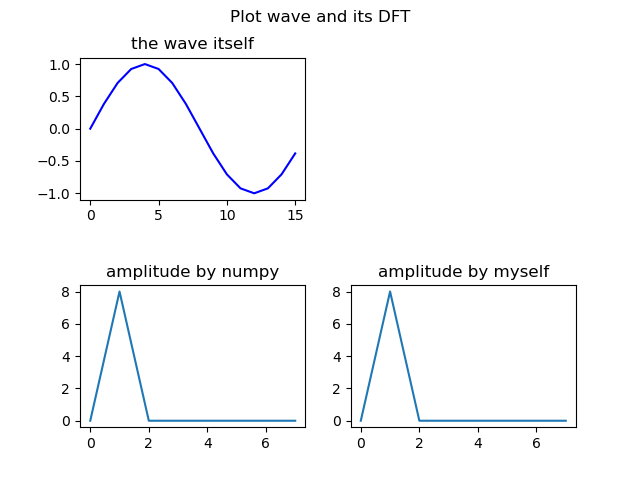 Plot wave and its DFT
the wave itself
1.0
0.5
0.0
−0.5
−1.0
0 5 10 15
amplitude by numpy
8
6
4
2
0
0 2 4 6
amplitude by myself
8
6
4
2
0
0 2 4 6